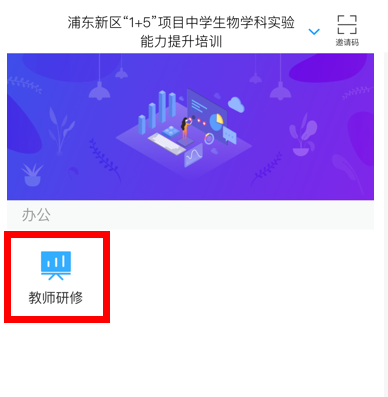 浦东新区“1+5”项目中学生物学科实验
能力提升培训
邀请码
办公
教师研修